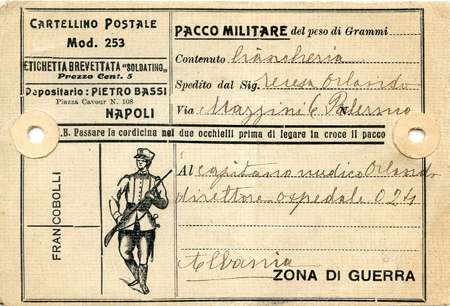 CARTELLINO POSTALE
Mod. 253
ETICHETTA BREVETTATA "SOLDATINO"
Prezzo Cent. 5
Depositario: PIETRO BASSI
Piazza Cavour N. 108
NAPOLI
PACCO MILITARE del peso di Grammi
Contenuto biancheria
Spedito dal Sig. Teresa Orlando
Via Mazzini 6 Palermo
.B. Passare la cordicina nei due occhielli prima di legare in croce il pacco
FRANCOBOLLI
Al capitano medico Orlando
direttore ospedale 024
Albania
ZONA DI GUERRA